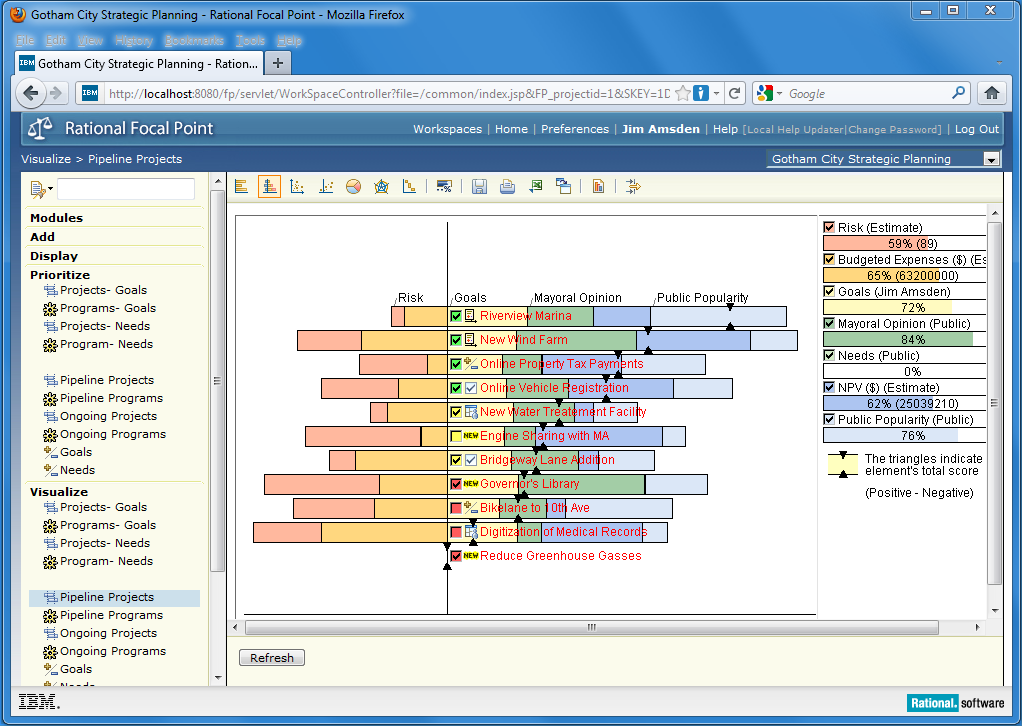 Gotham City Strategic Planning - Rational Focal Point - Mozilla Firefox
File Edit View History Bookmarks Tools Help
IBM Gotham City Strategic Planning - Ration... +
IBM http://localhost:8080/fp/servlet/WorkSpaceController?file=/common/index.jsp&FP_projectid=1&SKEY=1D Google
Rational Focal Point
Workspaces | Home | Preferences | Jim Amsden | Help [Local Help Updater|Change Password] | Log Out
Visualize > Pipeline Projects
Gotham City Strategic Planning
Modules
Add
Display
Prioritize
Projects- Goals
Programs- Goals
Projects- Needs
Program- Needs
Pipeline Projects
Pipeline Programs
Ongoing Projects
Ongoing Programs
Goals
Needs
Visualize
Projects- Goals
Programs- Goals
Projects- Needs
Program- Needs
Pipeline Projects
Pipeline Programs
Ongoing Projects
Ongoing Programs
Goals
Needs
Risk Goals Mayoral Opinion Public Popularity
Riverview Marina
New Wind Farm
Online Property Tax Payments
Online Vehicle Registration
New Water Treatement Facility
NEW Engine Sharing with MA
Bridgeway Lane Addition
NEW Governor's Library
Bikelane to 10th Ave
Digitization of Medical Records
NEW Reduce Greenhouse Gasses
Risk (Estimate)
59% (89)
Budgeted Expenses ($) (Es
65% (63200000)
Goals (Jim Amsden)
72%
Mayoral Opinion (Public)
84%
Needs (Public)
0%
NPV ($) (Estimate)
62% (25039210)
Public Popularity (Public)
76%
The triangles indicate
element's total score
(Positive - Negative)
Refresh
IBM.
Rational. software